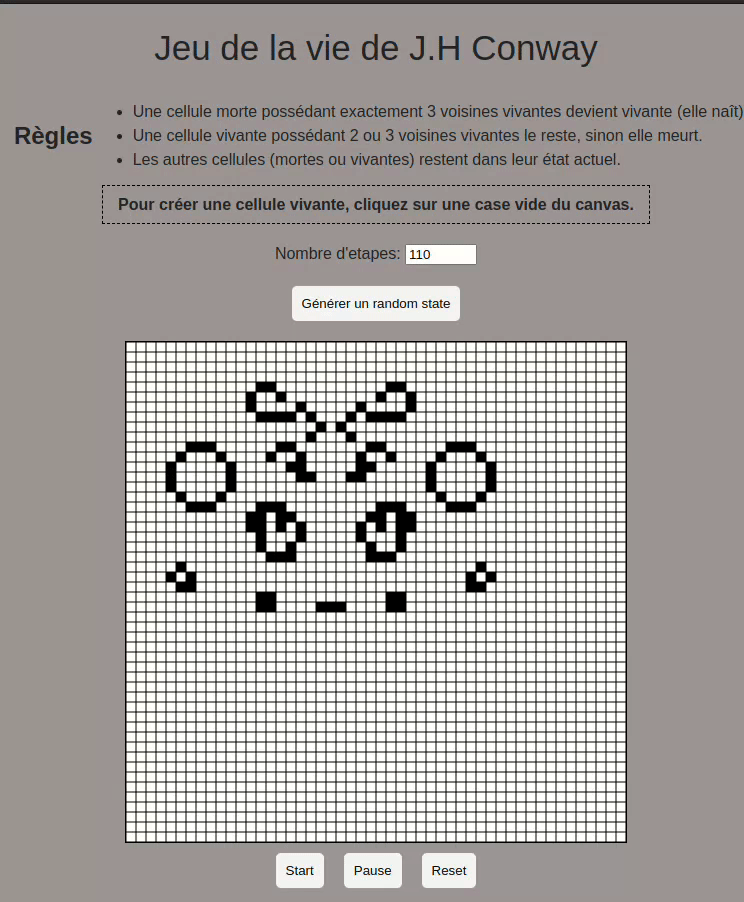 Jeu de la vie de J.H Conway
Règles
Une cellule morte possédant exactement 3 voisines vivantes devient vivante (elle naît)
Une cellule vivante possédant 2 ou 3 voisines vivantes le reste, sinon elle meurt.
Les autres cellules (mortes ou vivantes) restent dans leur état actuel.
Pour créer une cellule vivante, cliquez sur une case vide du canvas.
Nombre d'etapes: 110
Générer un random state
Start Pause Reset